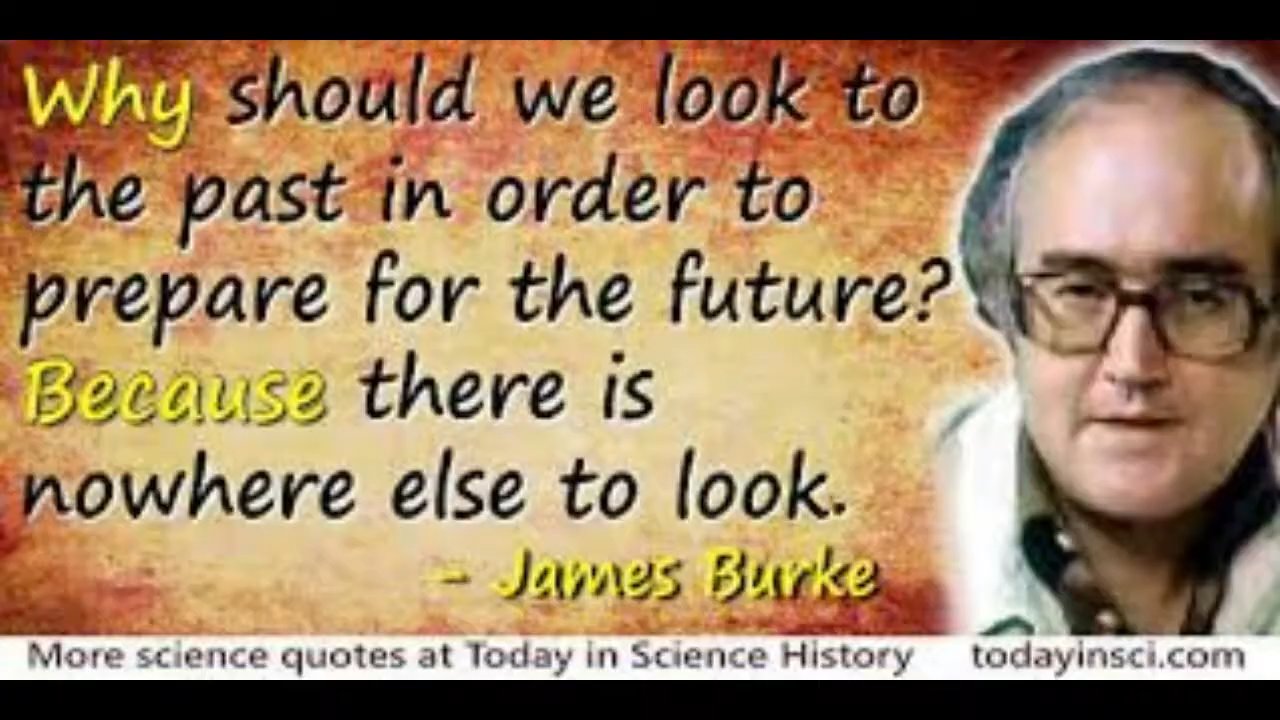 Why should we look to
the past in order to
prepare for the future?
Because there is
nowhere else to look.
- James Burke
More science quotes at Today in Science History todayinsci.com